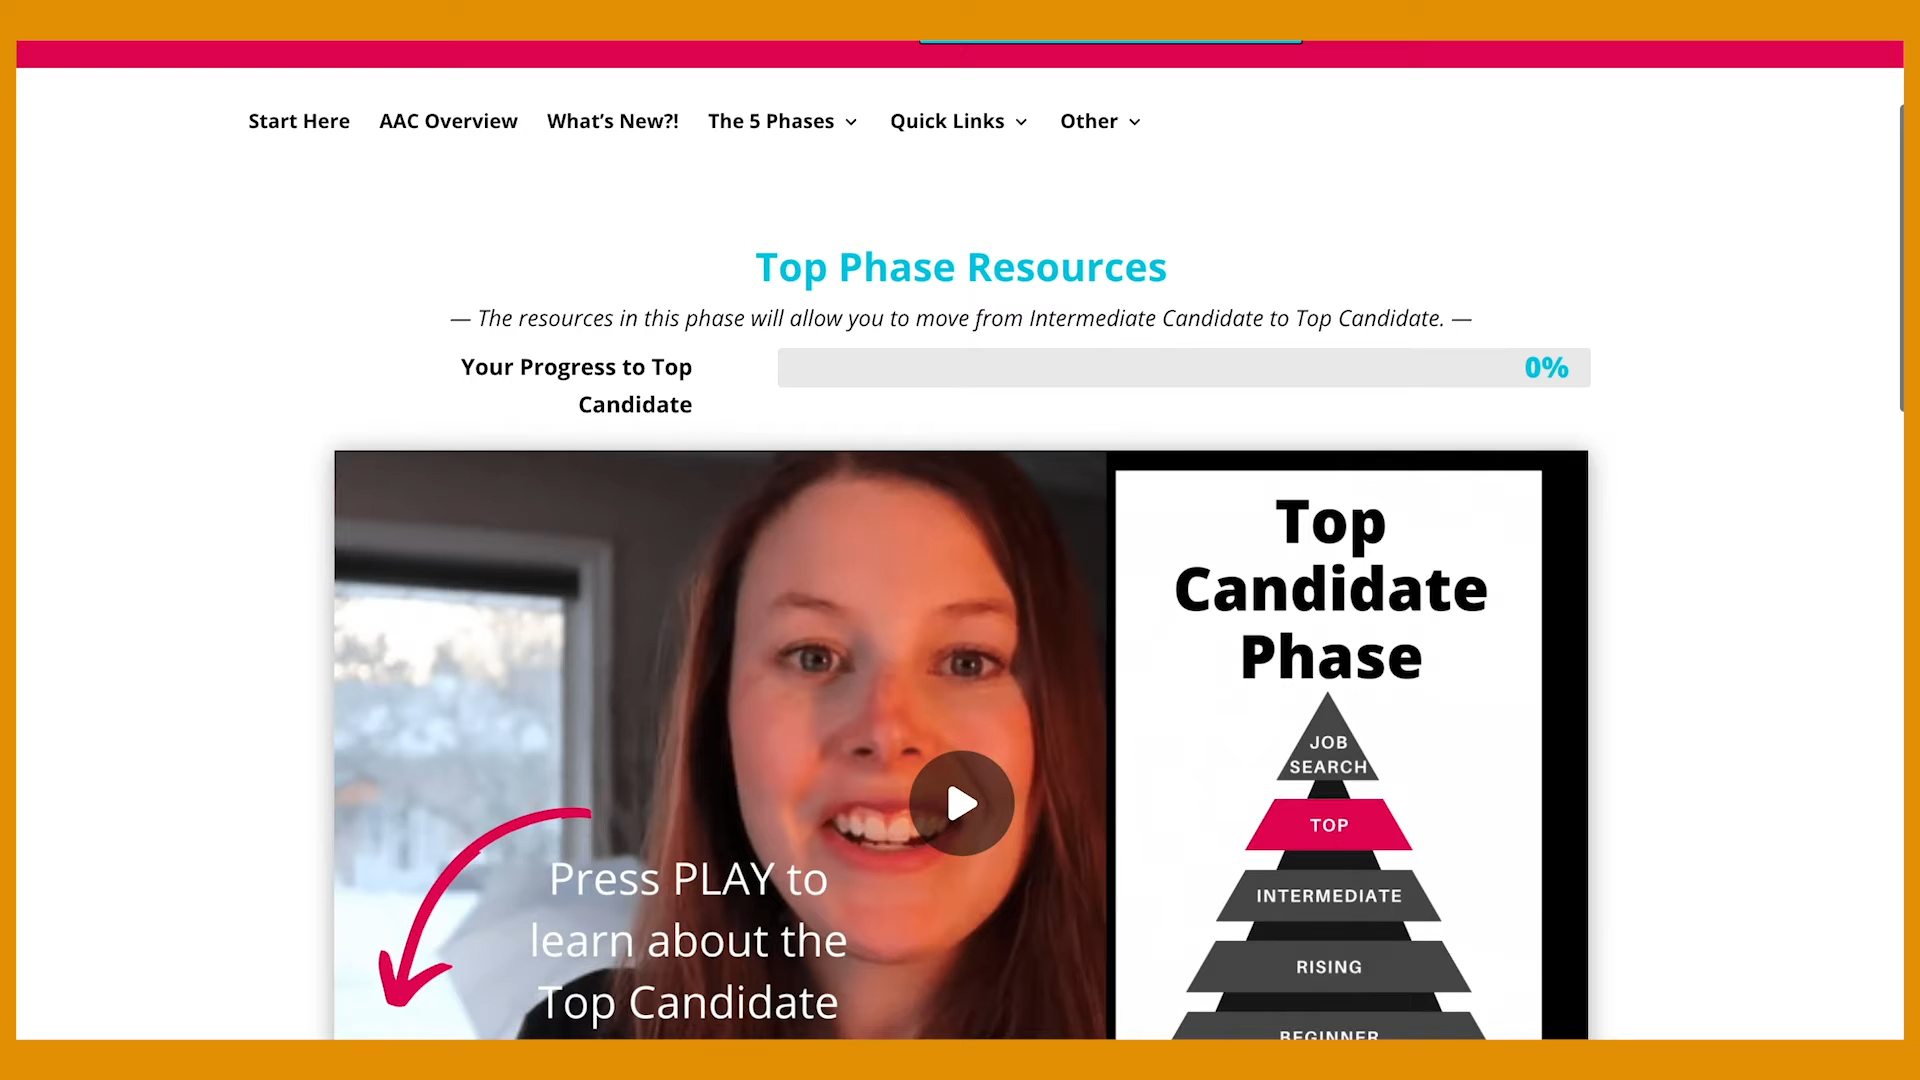 Start Here AAC Overview What's New?! The 5 Phases Quick Links Other
Top Phase Resources
— The resources in this phase will allow you to move from Intermediate Candidate to Top Candidate. —
Your Progress to Top
Candidate
0%
Press PLAY to
learn about the
Top Candidate
Top
Candidate
Phase
JOB
SEARCH
TOP
INTERMEDIATE
RISING
BEGINNER